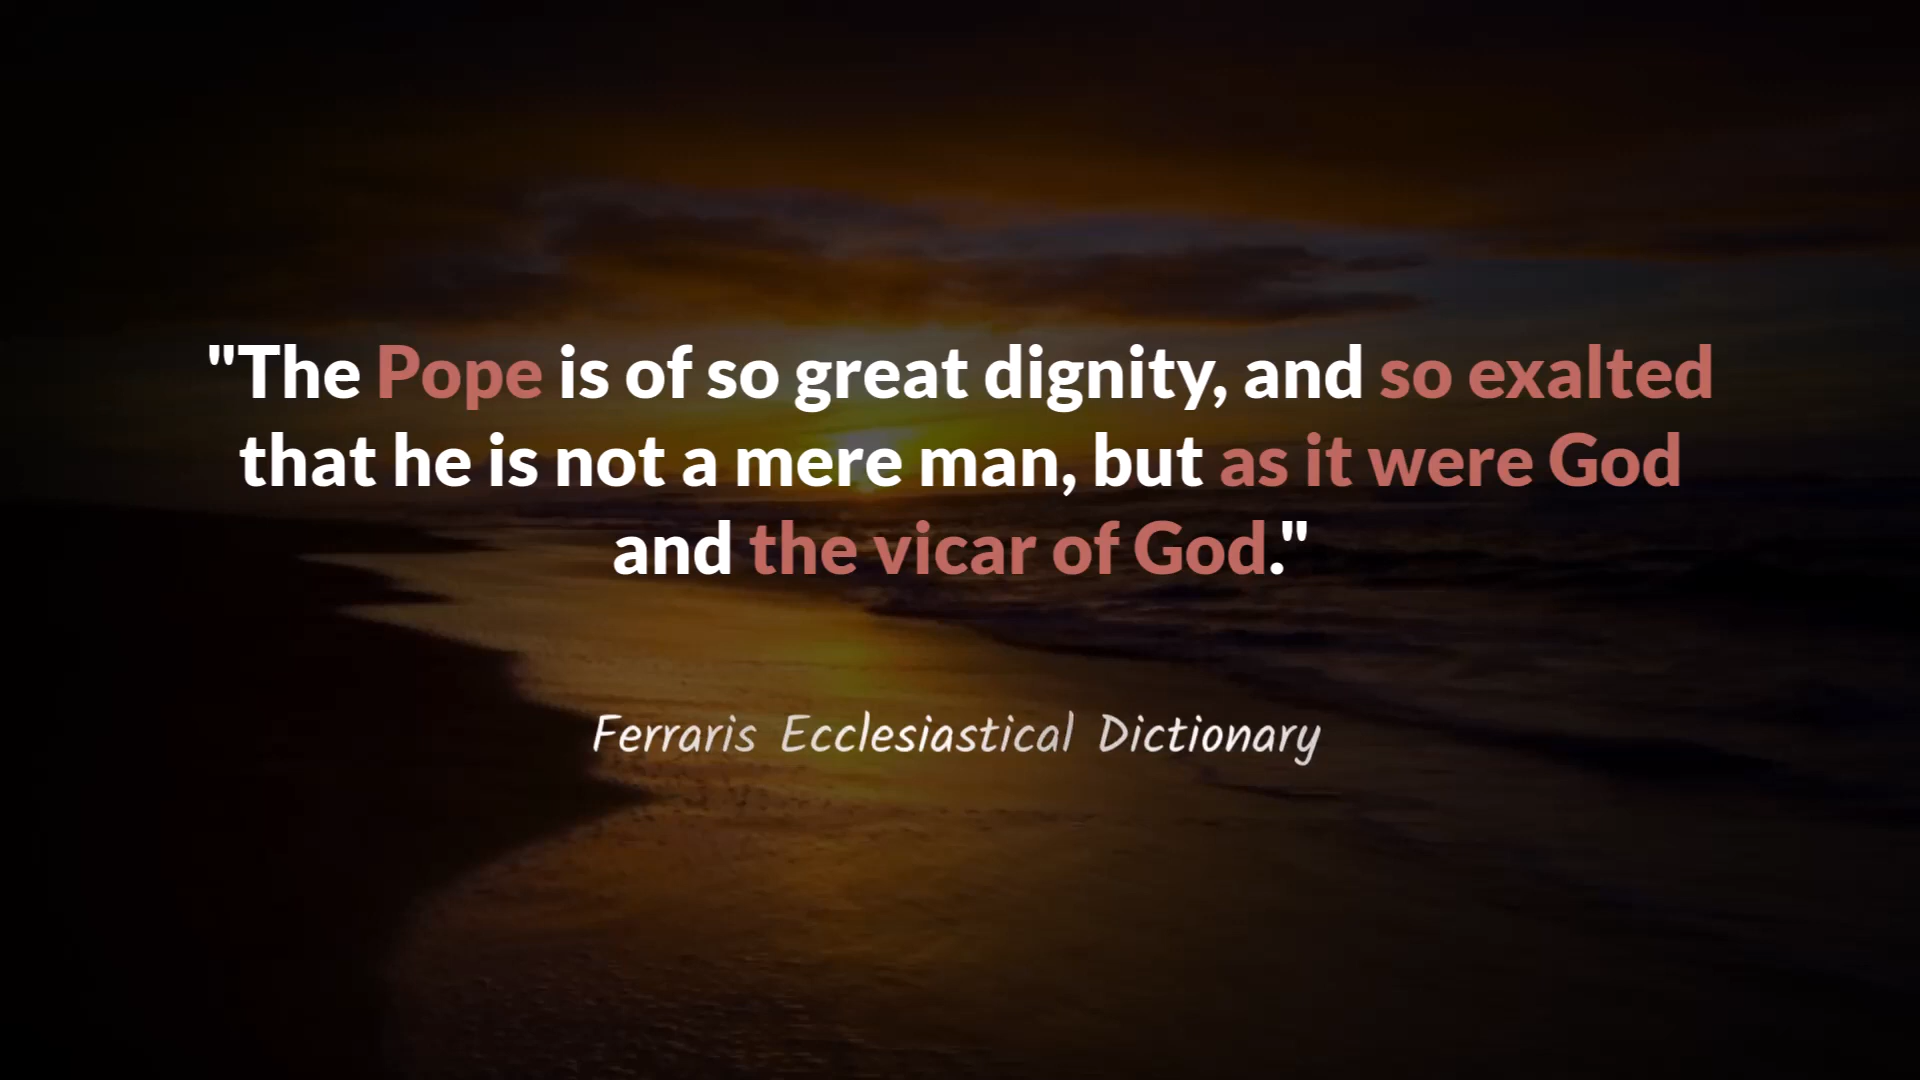 "The Pope is of so great dignity, and so exalted
that he is not a mere man, but as it were God
and the vicar of God."
Ferraris Ecclesiastical Dictionary